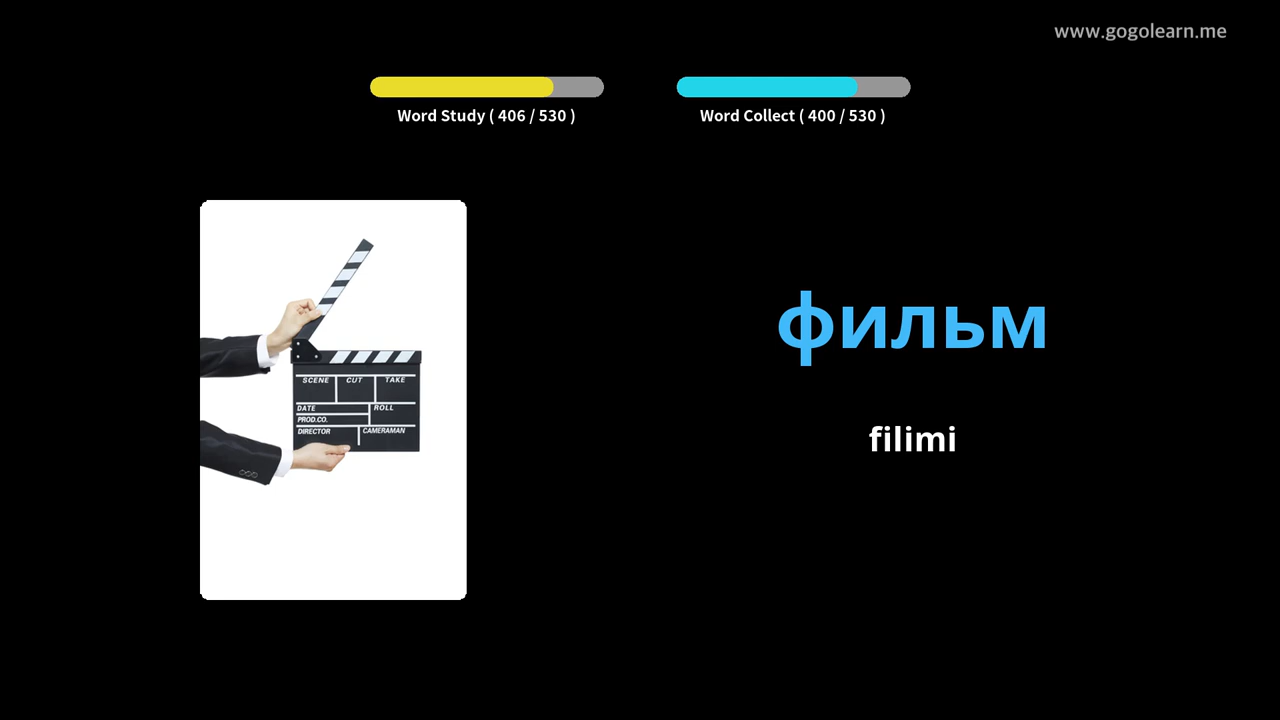 www.gogolearn.me
Word Study ( 406 / 530 )
Word Collect ( 400 / 530 )
SCENE CUT TAKE
DATE ROLL
PROD.CO.
DIRECTOR CAMERAMAN
фильм
filimi